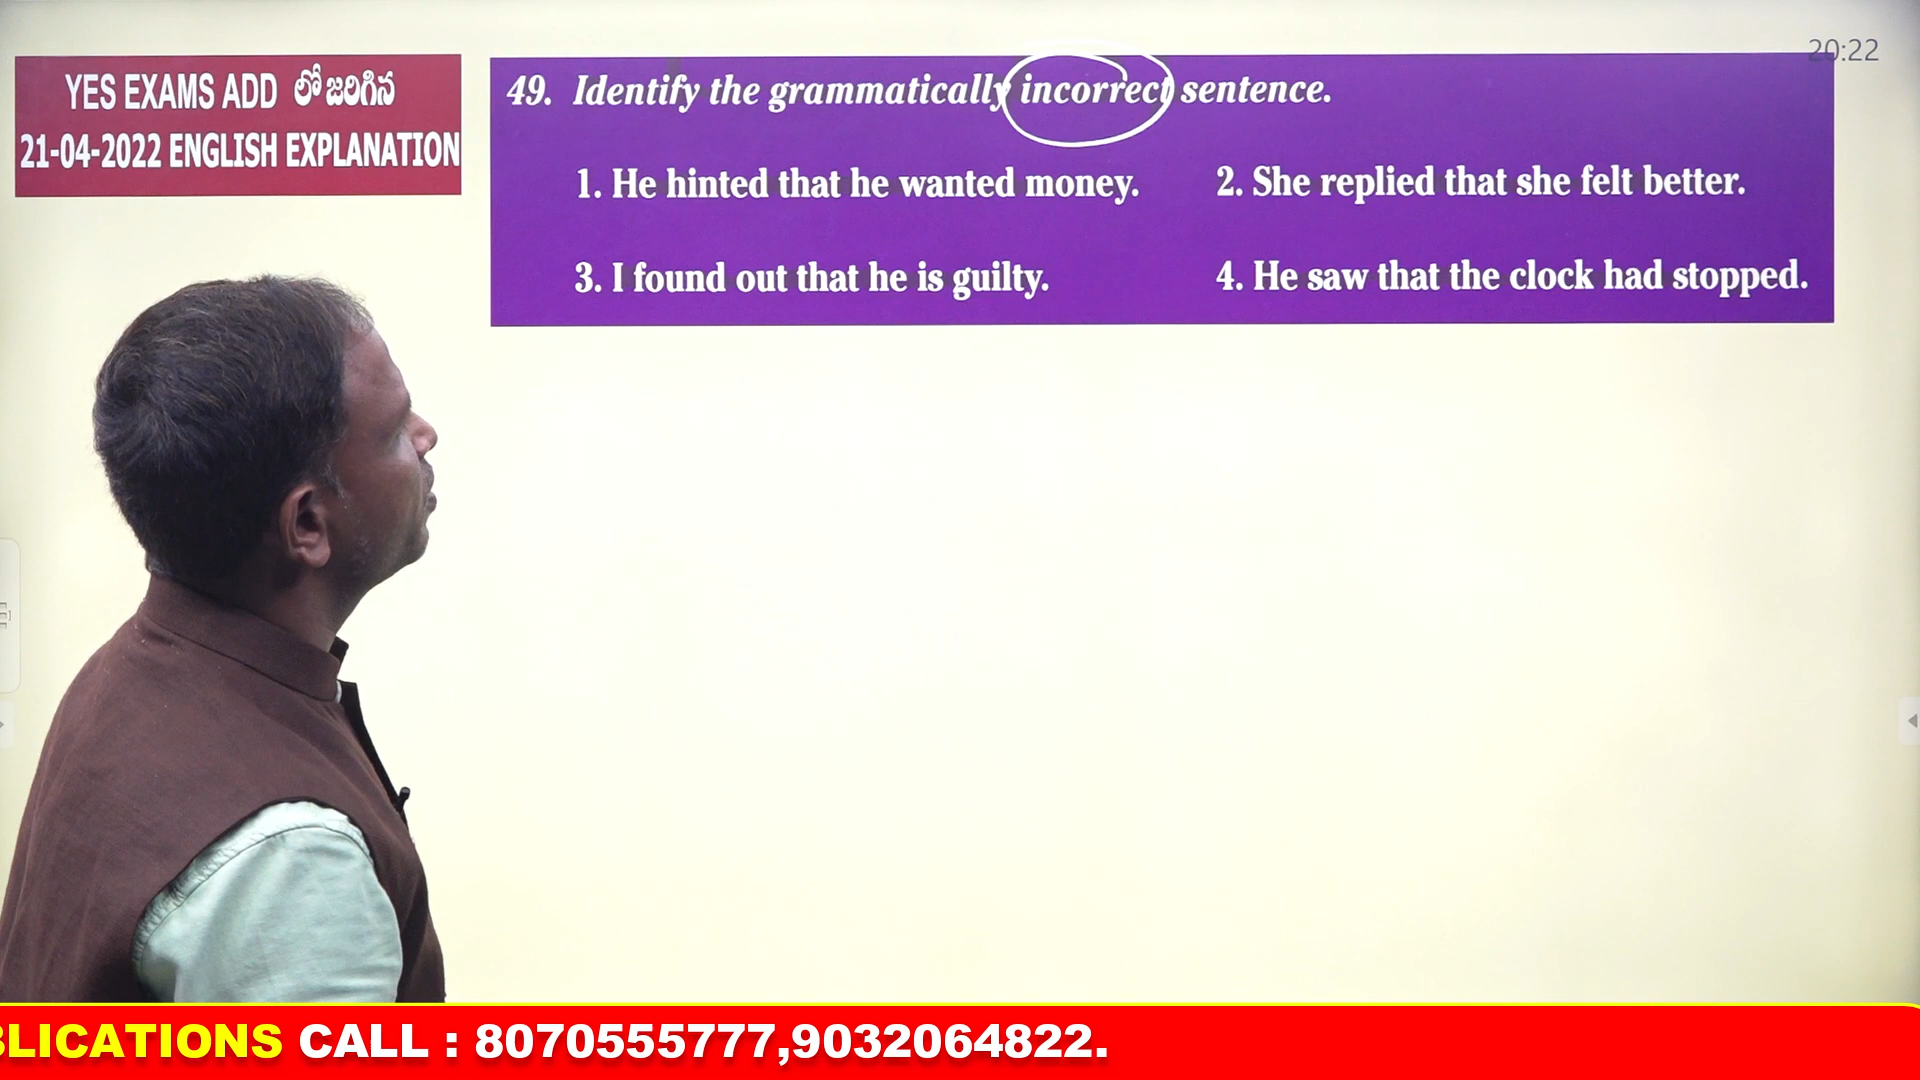 20:22
YES EXAMS ADD లో జరిగిన
21-04-2022 ENGLISH EXPLANATION
49. Identify the grammatically incorrect sentence.
1. He hinted that he wanted money.
2. She replied that she felt better.
3. I found out that he is guilty.
4. He saw that the clock had stopped.
BLICATIONS CALL : 8070555777,9032064822.